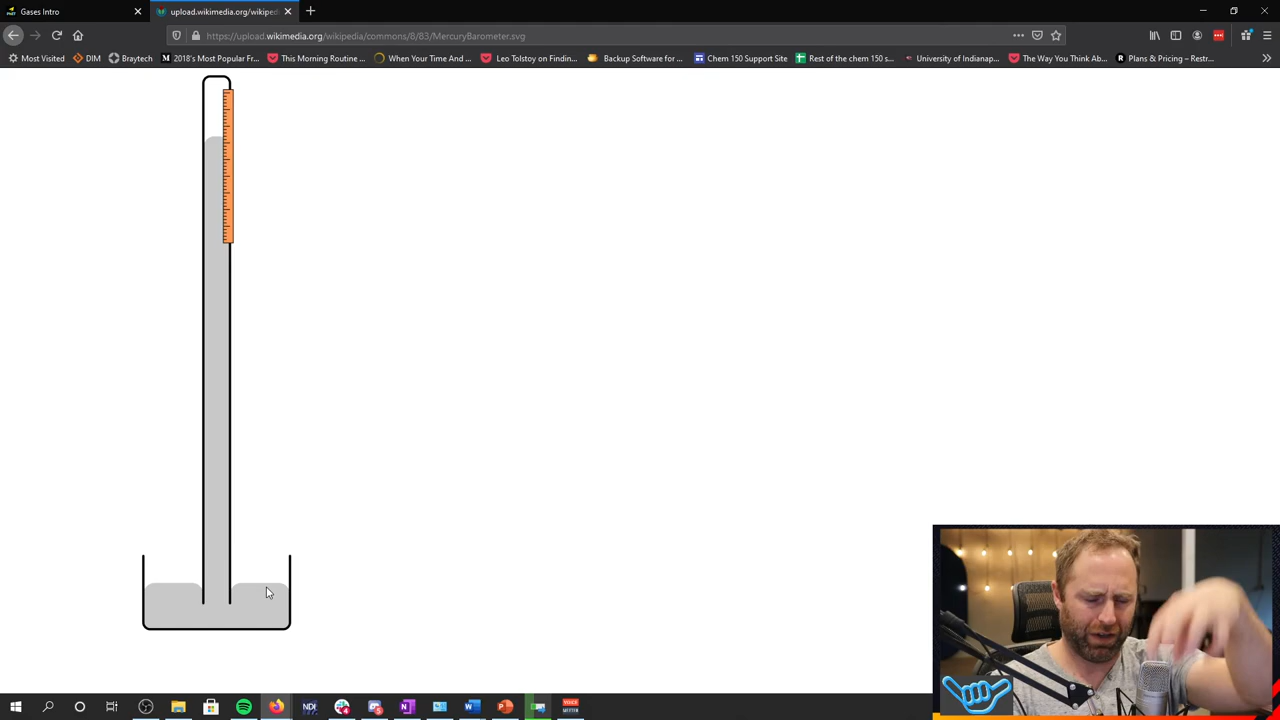 Gases Intro
upload.wikimedia.org/wikiped
https://upload.wikimedia.org/wikipedia/commons/8/83/MercuryBarometer.svg
Most Visited DIM Braytech 2018's Most Popular Fr... This Morning Routine ... When Your Time And ... Leo Tolstoy on Findin... Backup Software for ... Chem 150 Support Site Rest of the chem 150 s... University of Indianap... The Way You Think Ab... Plans & Pricing – Restr...